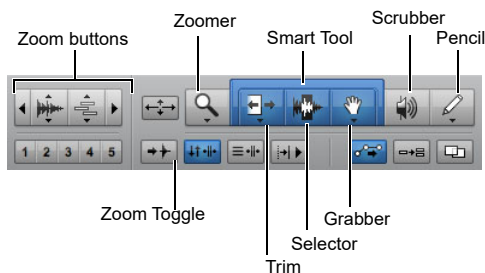 Scrubber
Zoomer
Zoom buttons
Smart Tool
Pencil
1 2 3 4 5
Zoom Toggle
Grabber
Selector
Trim